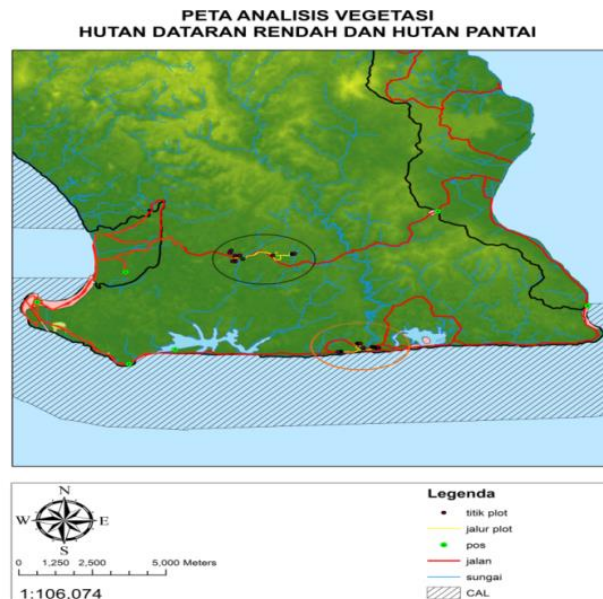 PETA ANALISIS VEGETASI
HUTAN DATARAN RENDAH DAN HUTAN PANTAI
N
W E
S
0 1,250 2,500 5,000 Meters
1:106,074
Legenda
titik plot
jalur plot
pos
jalan
sungai
CAL